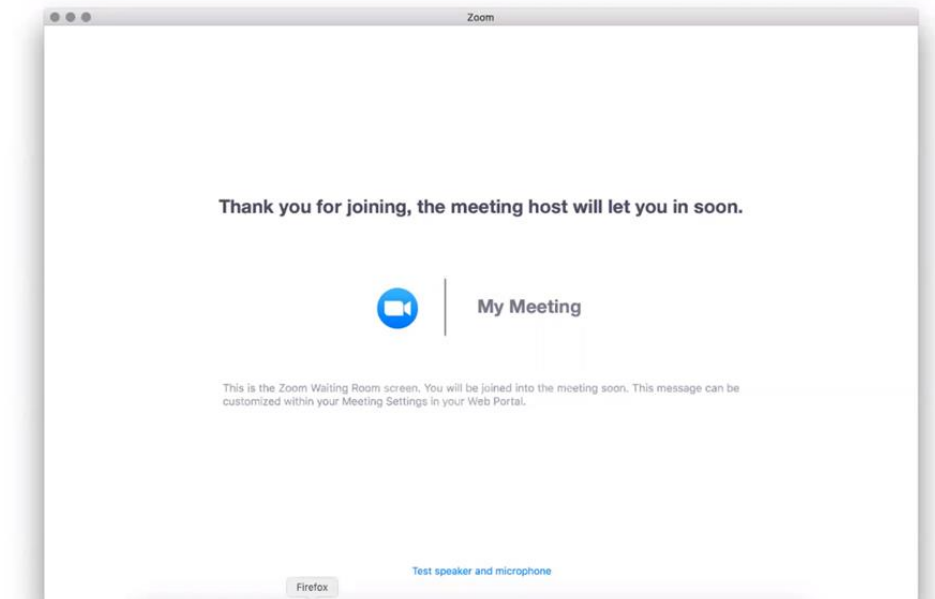 Zoom
Thank you for joining, the meeting host will let you in soon.
My Meeting
This is the Zoom Waiting Room screen. You will be joined into the meeting soon. This message can be
customized within your Meeting Settings in your Web Portal.
Test speaker and microphone
Firefox